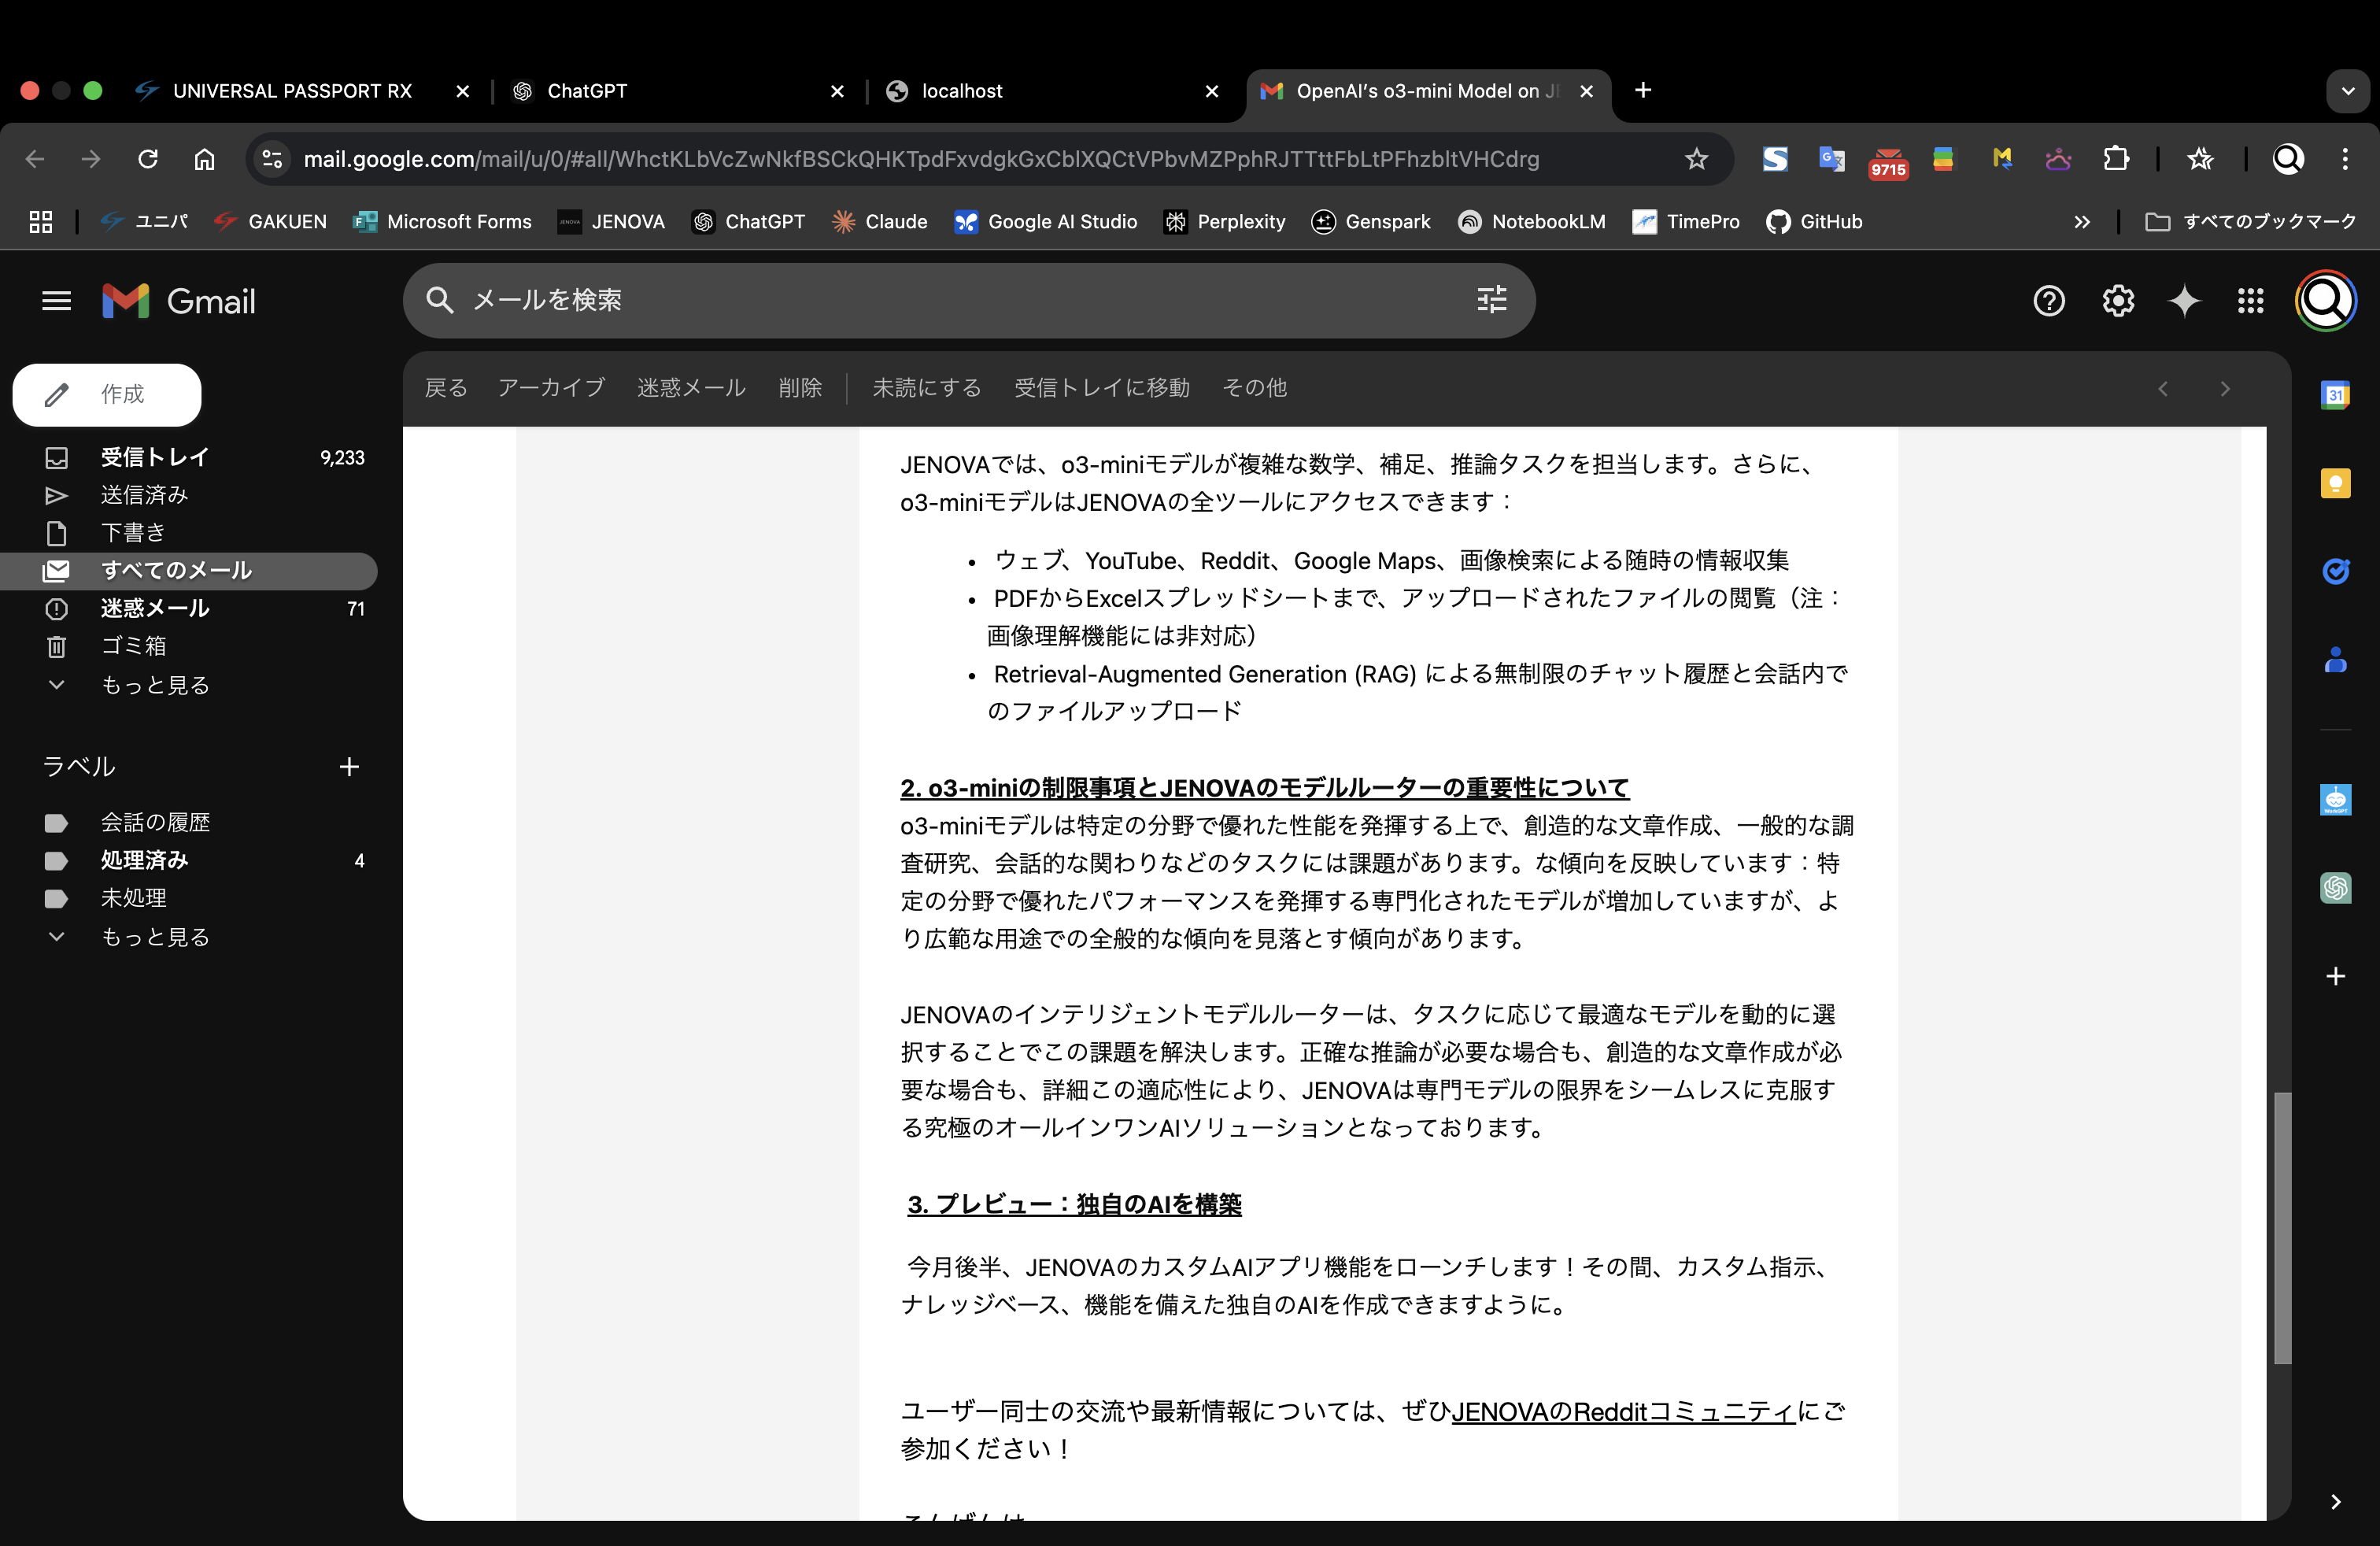 UNIVERSAL PASSPORT RX
ChatGPT
localhost
OpenAI's o3-mini Model on JE
mail.google.com/mail/u/0/#all/WhctKLbVcZwNkfBSCkQHKTpdFxvdgkGxCblXQCtVPbvMZPphRJTTttFbLtPFhzbltVHCdrg
9715
ユニパ
GAKUEN
Microsoft Forms
JENOVA
ChatGPT
Claude
Google AI Studio
Perplexity
Genspark
NotebookLM
TimePro
GitHub
すべてのブックマーク
Gmail
メールを検索
作成
戻る
アーカイブ
迷惑メール
削除
未読にする
受信トレイに移動
その他
受信トレイ 9,233
送信済み
下書き
すべてのメール
迷惑メール 71
ゴミ箱
もっと見る
ラベル
会話の履歴
処理済み 4
未処理
もっと見る
JENOVAでは、o3-miniモデルが複雑な数学、補足、推論タスクを担当します。さらに、
o3-miniモデルはJENOVAの全ツールにアクセスできます：
• ウェブ、YouTube、Reddit、Google Maps、画像検索による随時の情報収集
• PDFからExcelスプレッドシートまで、アップロードされたファイルの閲覧（注：
画像理解機能には非対応）
• Retrieval-Augmented Generation (RAG) による無制限のチャット履歴と会話内で
のファイルアップロード
2. o3-miniの制限事項とJENOVAのモデルルーターの重要性について
o3-miniモデルは特定の分野で優れた性能を発揮する上で、創造的な文章作成、一般的な調
査研究、会話的な関わりなどのタスクには課題があります。な傾向を反映しています：特
定の分野で優れたパフォーマンスを発揮する専門化されたモデルが増加していますが、よ
り広範な用途での全般的な傾向を見落とす傾向があります。
JENOVAのインテリジェントモデルルーターは、タスクに応じて最適なモデルを動的に選
択することでこの課題を解決します。正確な推論が必要な場合も、創造的な文章作成が必
要な場合も、詳細この適応性により、JENOVAは専門モデルの限界をシームレスに克服す
る究極のオールインワンAIソリューションとなっております。
3. プレビュー：独自のAIを構築
今月後半、JENOVAのカスタムAIアプリ機能をローンチします！その間、カスタム指示、
ナレッジベース、機能を備えた独自のAIを作成できますように。
ユーザー同士の交流や最新情報については、ぜひJENOVAのRedditコミュニティにご
参加ください！
31